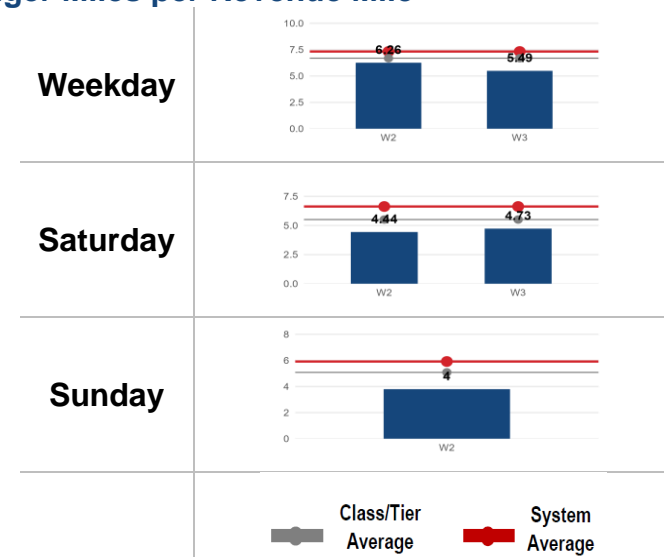 per
Weekday
10.0
7.5
5.0
2.5
0.0
6.26
5.49
W2 W3
Saturday
7.5
5.0
2.5
0.0
4.44
4.73
W2 W3
Sunday
8
6
4
2
0
4
W2
Class/Tier
Average
System
Average